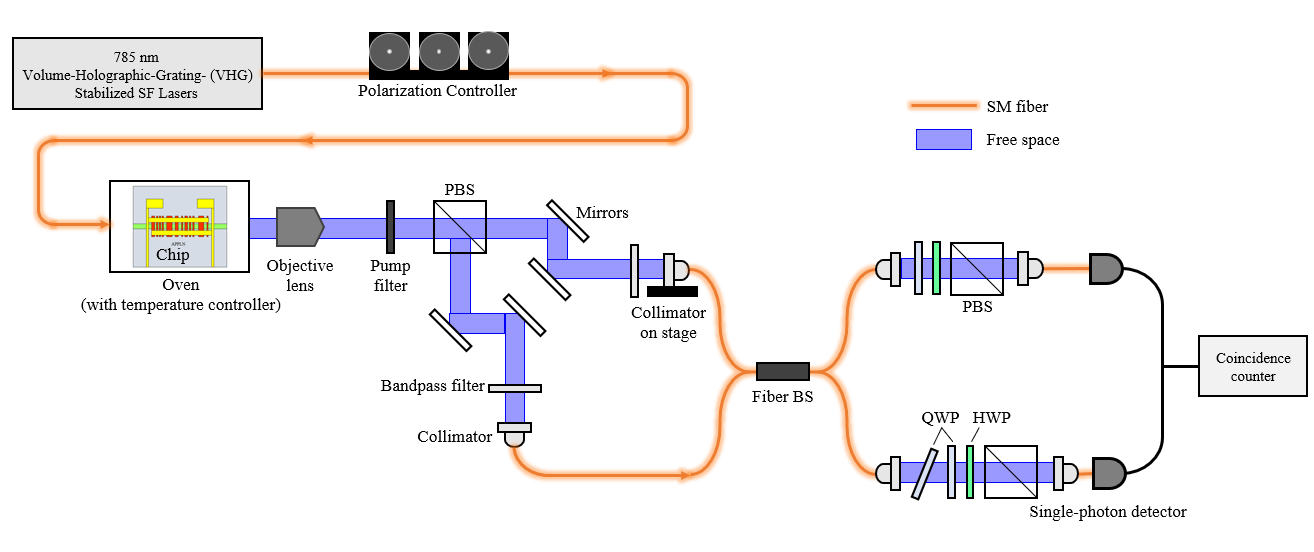 785 nm
Volume-Holographic-Grating- (VHG)
Stabilized SF Lasers
Polarization Controller
SM fiber
Free space
PBS
Mirrors
Chip
Oven
(with temperature controller)
Objective
lens
Pump
filter
Collimator
on stage
PBS
Bandpass filter
Collimator
Fiber BS
Coincidence
counter
QWP
HWP
Single-photon detector